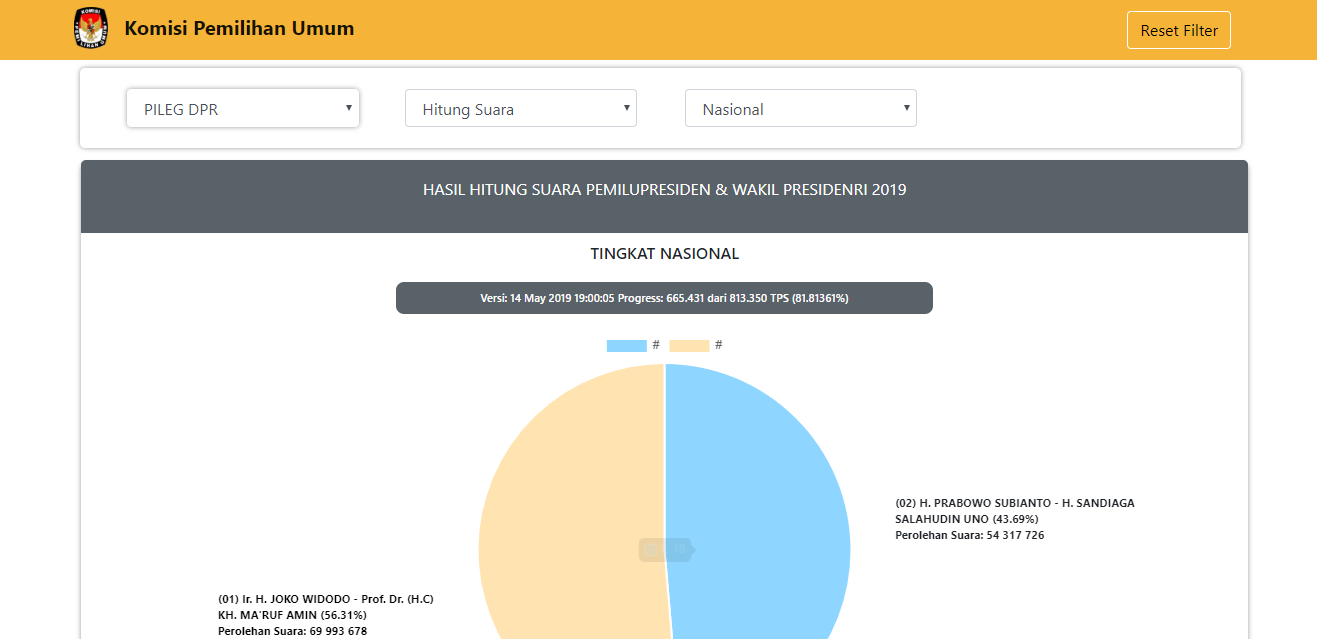 Komisi Pemilihan Umum
Reset Filter
PILEG DPR
Hitung Suara
Nasional
HASIL HITUNG SUARA PEMILUPRESIDEN & WAKIL PRESIDENRI 2019
TINGKAT NASIONAL
Versi: 14 May 2019 19:00:05 Progress: 665.431 dari 813.350 TPS (81.81361%)
# #
(02) H. PRABOWO SUBIANTO - H. SANDIAGA
SALAHUDIN UNO (43.69%)
Perolehan Suara: 54 317 726
(01) Ir. H. JOKO WIDODO - Prof. Dr. (H.C)
KH. MA'RUF AMIN (56.31%)
Perolehan Suara: 69 993 678